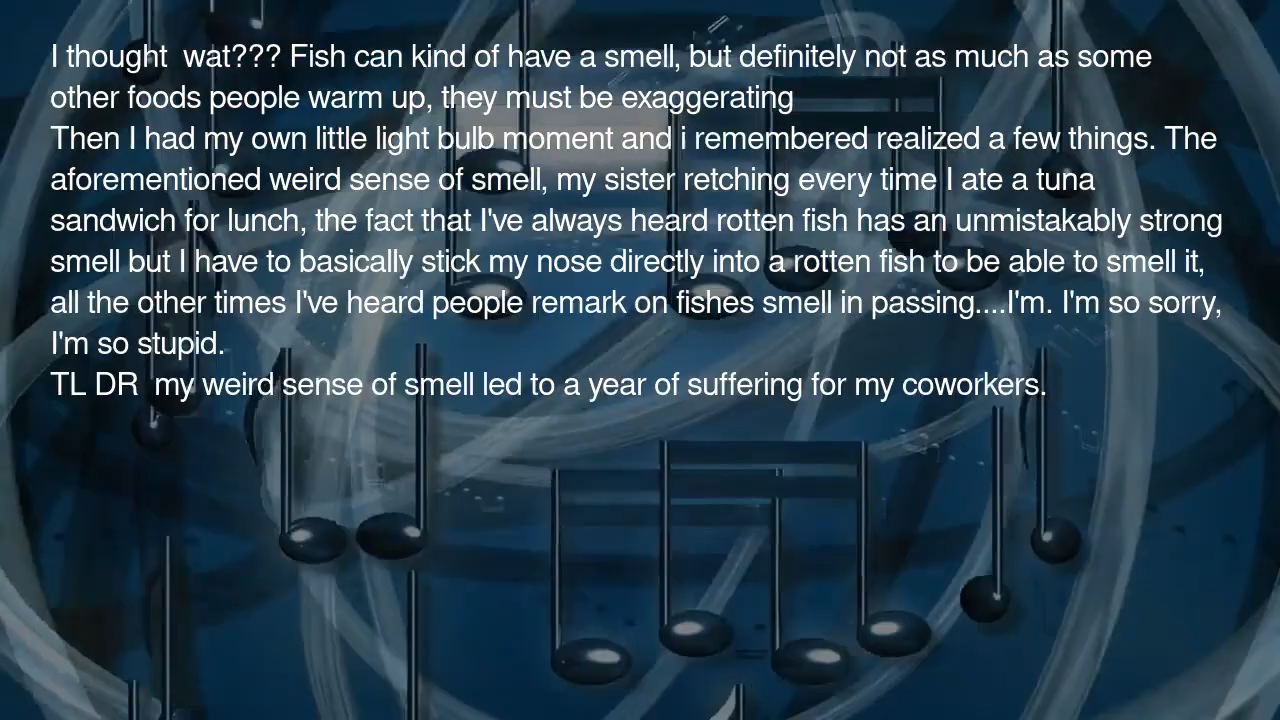 I thought  wat??? Fish can kind of have a smell, but definitely not as much as some
other foods people warm up, they must be exaggerating
Then I had my own little light bulb moment and i remembered realized a few things. The
aforementioned weird sense of smell, my sister retching every time I ate a tuna
sandwich for lunch, the fact that I've always heard rotten fish has an unmistakably strong
smell but I have to basically stick my nose directly into a rotten fish to be able to smell it,
all the other times I've heard people remark on fishes smell in passing....I'm. I'm so sorry,
I'm so stupid.
TL DR  my weird sense of smell led to a year of suffering for my coworkers.